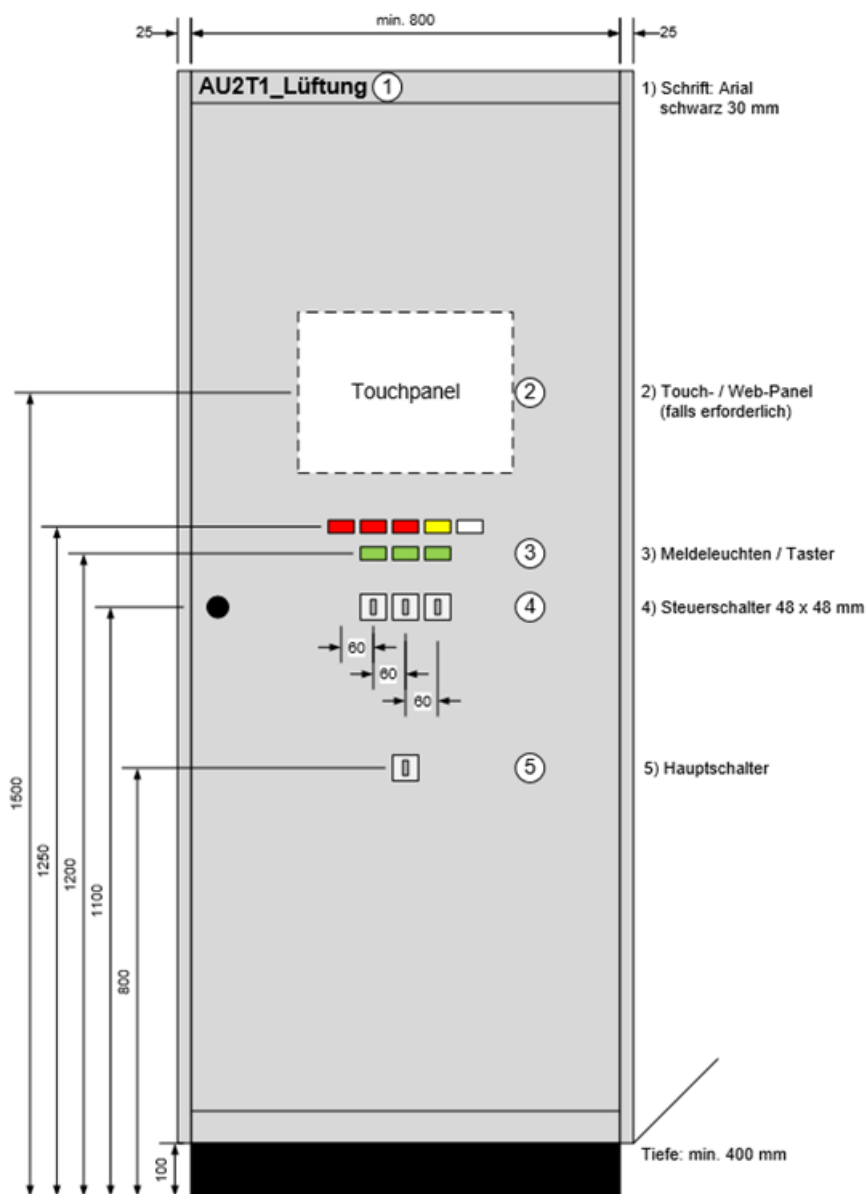 min. 800
25
25
AU2T1_Lüftung 1
1) Schrift: Arial
schwarz 30 mm
Touchpanel
2
2) Touch- / Web-Panel
(falls erforderlich)
3
3) Meldeleuchten / Taster
4
4) Steuerschalter 48 x 48 mm
60
60
60
5
5) Hauptschalter
1500
1250
1200
1100
800
100
Tiefe: min. 400 mm